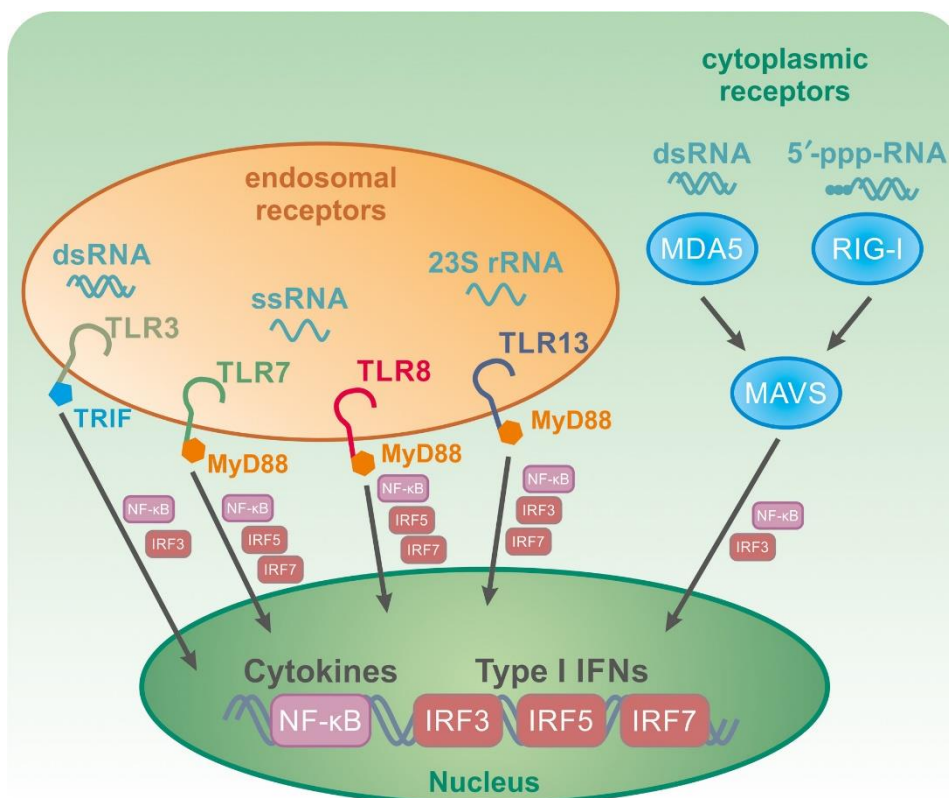 cytoplasmic
receptors
dsRNA 5′-ppp-RNA
MDA5 RIG-I
MAVS
NF-κB
IRF3
endosomal
receptors
dsRNA
TLR3
TRIF
NF-κB
IRF3
ssRNA
TLR7
MyD88
NF-κB
IRF5
IRF7
TLR8
MyD88
NF-κB
IRF5
IRF7
23S rRNA
TLR13
MyD88
NF-κB
IRF3
IRF7
Cytokines Type I IFNs
NF-κB IRF3 IRF5 IRF7
Nucleus